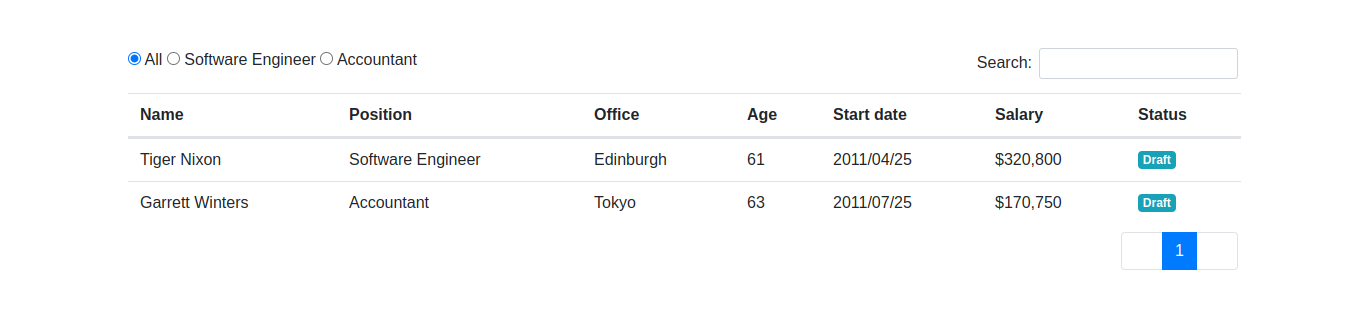 All Software Engineer Accountant Search:
Name Position Office Age Start date Salary Status
Tiger Nixon Software Engineer Edinburgh 61 2011/04/25 $320,800 Draft
Garrett Winters Accountant Tokyo 63 2011/07/25 $170,750 Draft
1